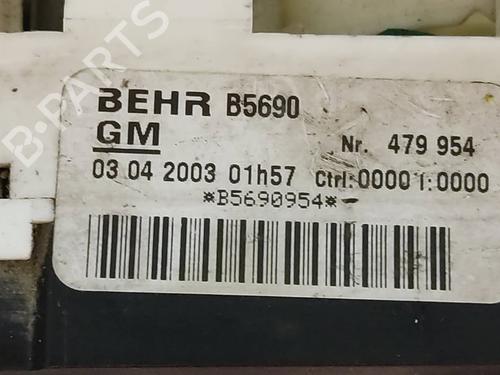 BEHR B5690
GM Nr. 479 954
03 04 2003 01h57 Ctrl:0000 1:0000
*B5690954*-
B-PARTS